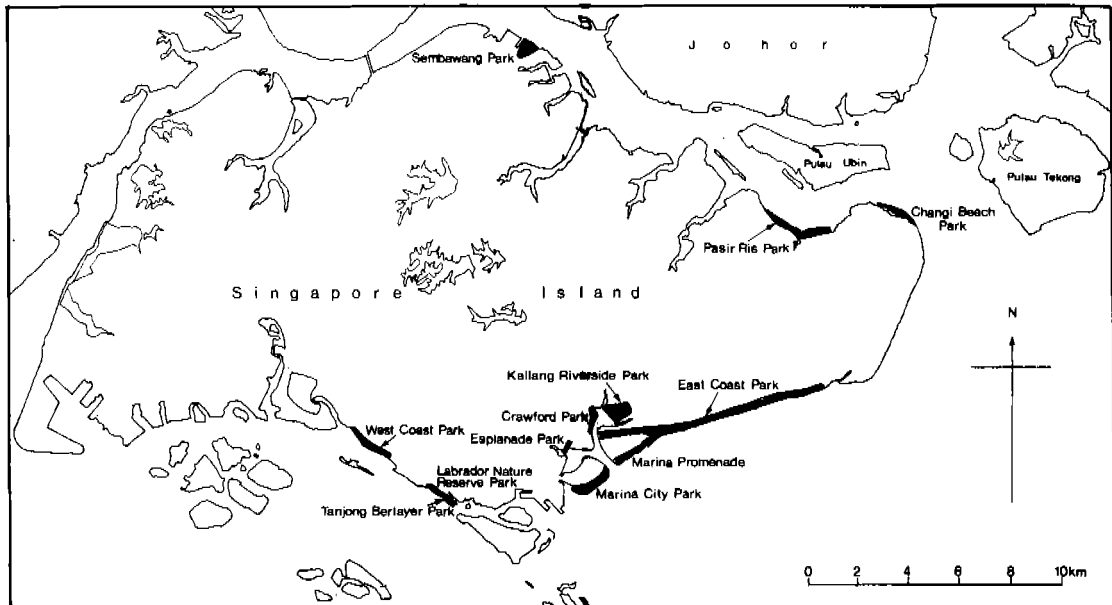 Johor
Sembawang Park
Pulau Ubin
Pulau Tekong
Changi Beach
Park
Pasir Ris Park
Singapore Island
N
Kallang Riverside Park
East Coast Park
Crawford Park
Esplanade Park
West Coast Park
Marina Promenade
Labrador Nature
Reserve Park
Marina City Park
Tanjong Berlayer Park
0 2 4 6 8 10km